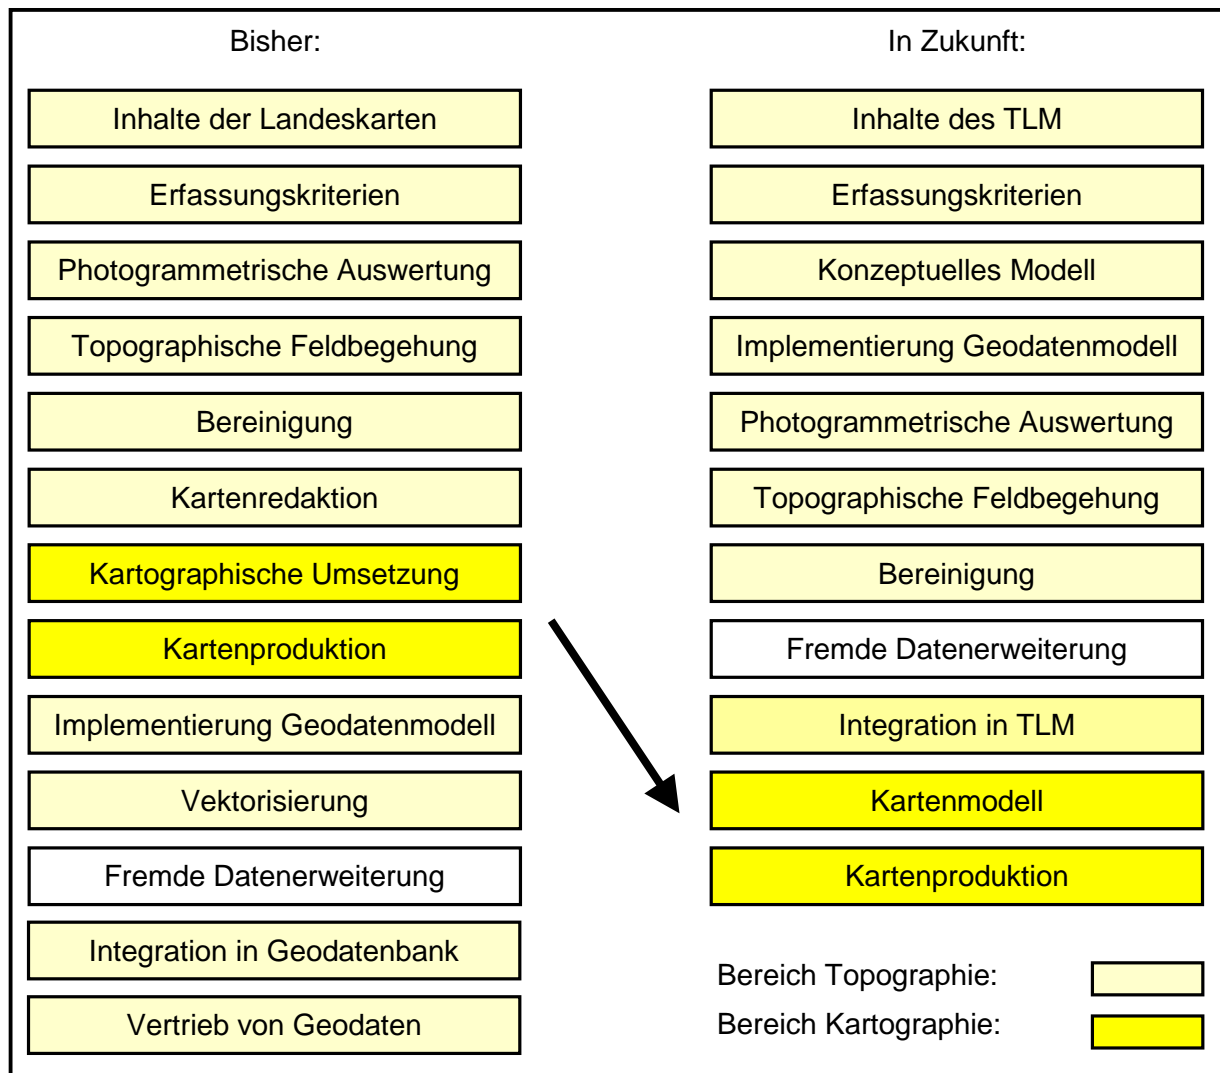 Bisher:
Inhalte der Landeskarten
Erfassungskriterien
Photogrammetrische Auswertung
Topographische Feldbegehung
Bereinigung
Kartenredaktion
Kartographische Umsetzung
Kartenproduktion
Implementierung Geodatenmodell
Vektorisierung
Fremde Datenerweiterung
Integration in Geodatenbank
Vertrieb von Geodaten
In Zukunft:
Inhalte des TLM
Erfassungskriterien
Konzeptuelles Modell
Implementierung Geodatenmodell
Photogrammetrische Auswertung
Topographische Feldbegehung
Bereinigung
Fremde Datenerweiterung
Integration in TLM
Kartenmodell
Kartenproduktion
Bereich Topographie:
Bereich Kartographie: